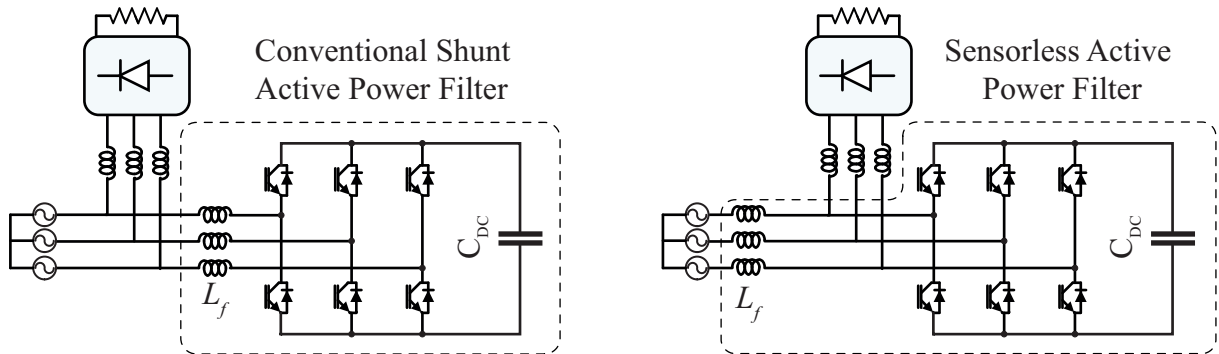 Conventional Shunt
Active Power Filter
C_DC
L_f
Sensorless Active
Power Filter
C_DC
L_f